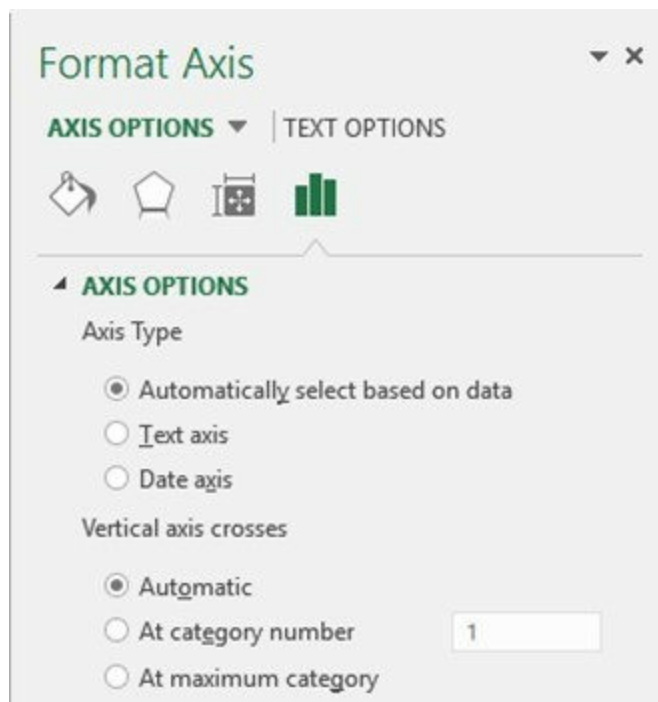 Format Axis
AXIS OPTIONS TEXT OPTIONS
AXIS OPTIONS
Axis Type
Automatically select based on data
Text axis
Date axis
Vertical axis crosses
Automatic
At category number 1
At maximum category